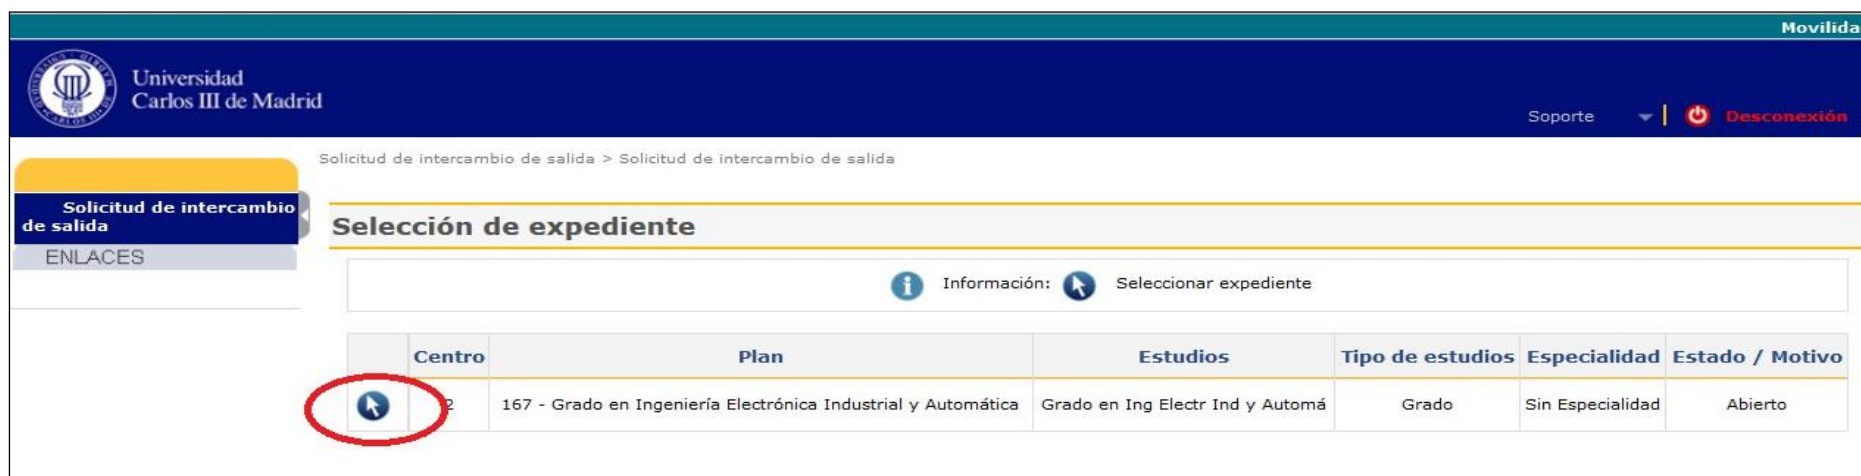 Movilida
Universidad
Carlos III de Madrid
Soporte
Desconexión
Solicitud de intercambio de salida > Solicitud de intercambio de salida
Solicitud de intercambio
de salida
ENLACES
Selección de expediente
Información: Seleccionar expediente
Centro Plan Estudios Tipo de estudios Especialidad Estado / Motivo
2 167 - Grado en Ingeniería Electrónica Industrial y Automática Grado en Ing Electr Ind y Automá Grado Sin Especialidad Abierto